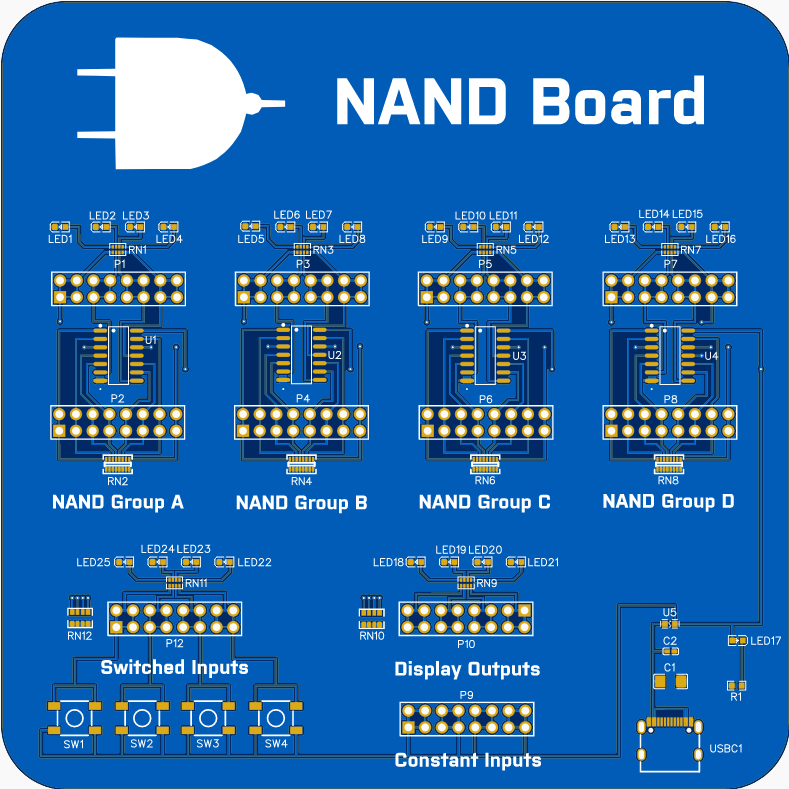 NAND Board
LED1 LED2 LED3 LED4
RN1
P1
U1
P2
RN2
NAND Group A
LED5 LED6 LED7 LED8
RN3
P3
U2
P4
RN4
NAND Group B
LED9 LED10 LED11 LED12
RN5
P5
U3
P6
RN6
NAND Group C
LED13 LED14 LED15 LED16
RN7
P7
U4
P8
RN8
NAND Group D
LED25 LED24 LED23 LED22
RN11
RN12
P12
Switched Inputs
SW1 SW2 SW3 SW4
LED18 LED19 LED20 LED21
RN9
RN10
P10
Display Outputs
P9
Constant Inputs
U5
C2
LED17
C1
R1
USBC1